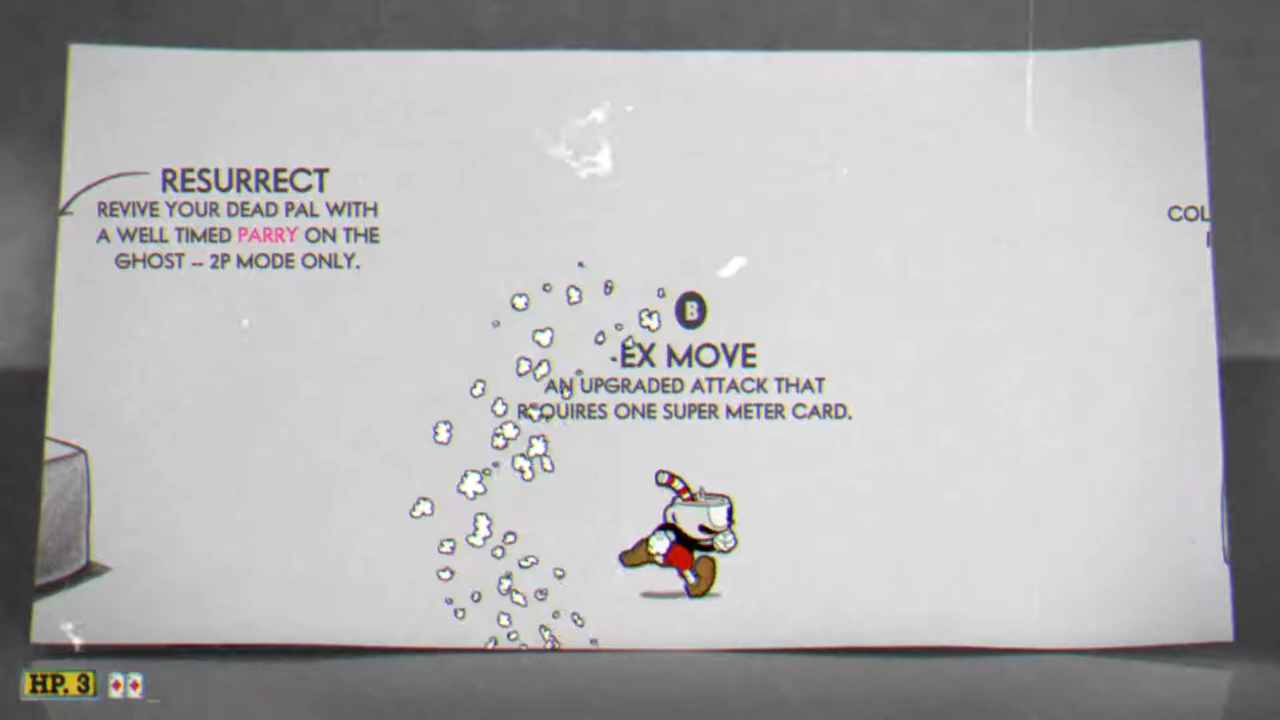 RESURRECT
REVIVE YOUR DEAD PAL WITH
A WELL TIMED PARRY ON THE
GHOST -- 2P MODE ONLY.
B
EX MOVE
AN UPGRADED ATTACK THAT
REQUIRES ONE SUPER METER CARD.
COL
HP. 3